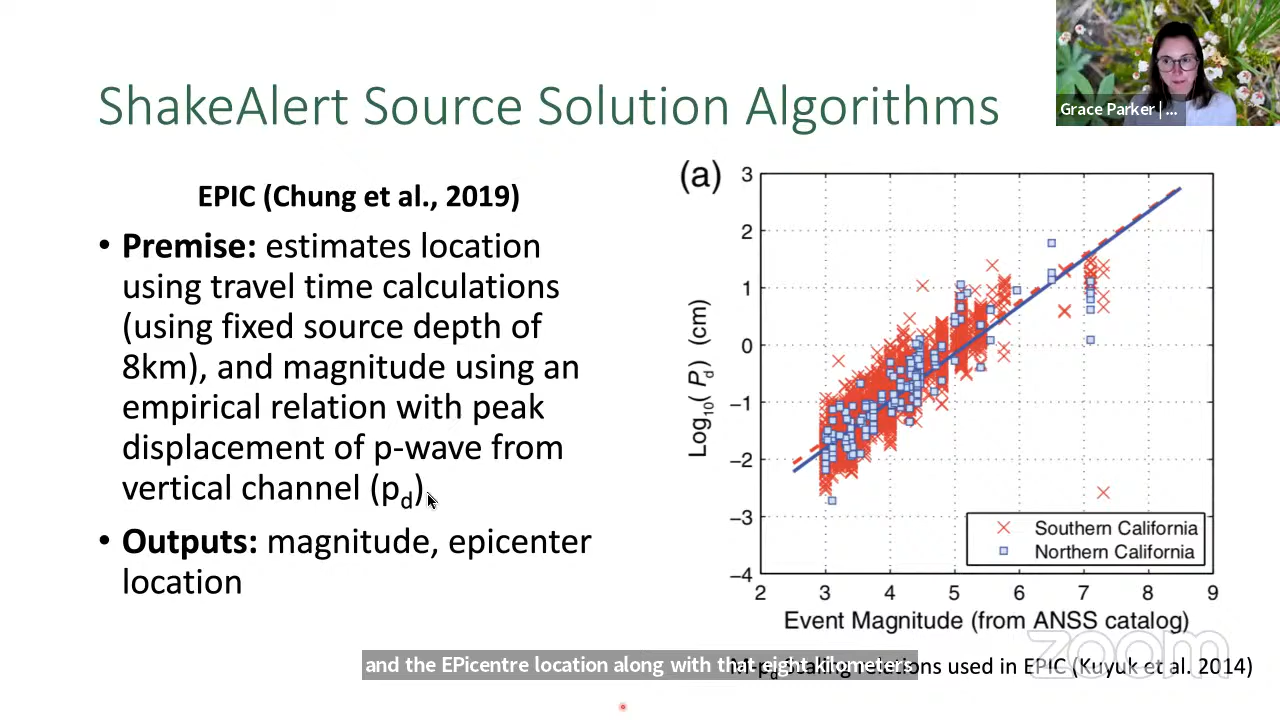 ShakeAlert Source Solution Algorithms
Grace Parker | ...
EPIC (Chung et al., 2019)
• Premise: estimates location
using travel time calculations
(using fixed source depth of
8km), and magnitude using an
empirical relation with peak
displacement of p-wave from
vertical channel (pd).
• Outputs: magnitude, epicenter
location
(a)
3
2
1
0
−1
−2
−3
−4
Log10( Pd) (cm)
Southern California
Northern California
2 3 4 5 6 7 8 9
Event Magnitude (from ANSS catalog)
zoom
and the EPicentre location along with that eight kilometers
M-pd scaling relations used in EPIC (Kuyuk et al. 2014)